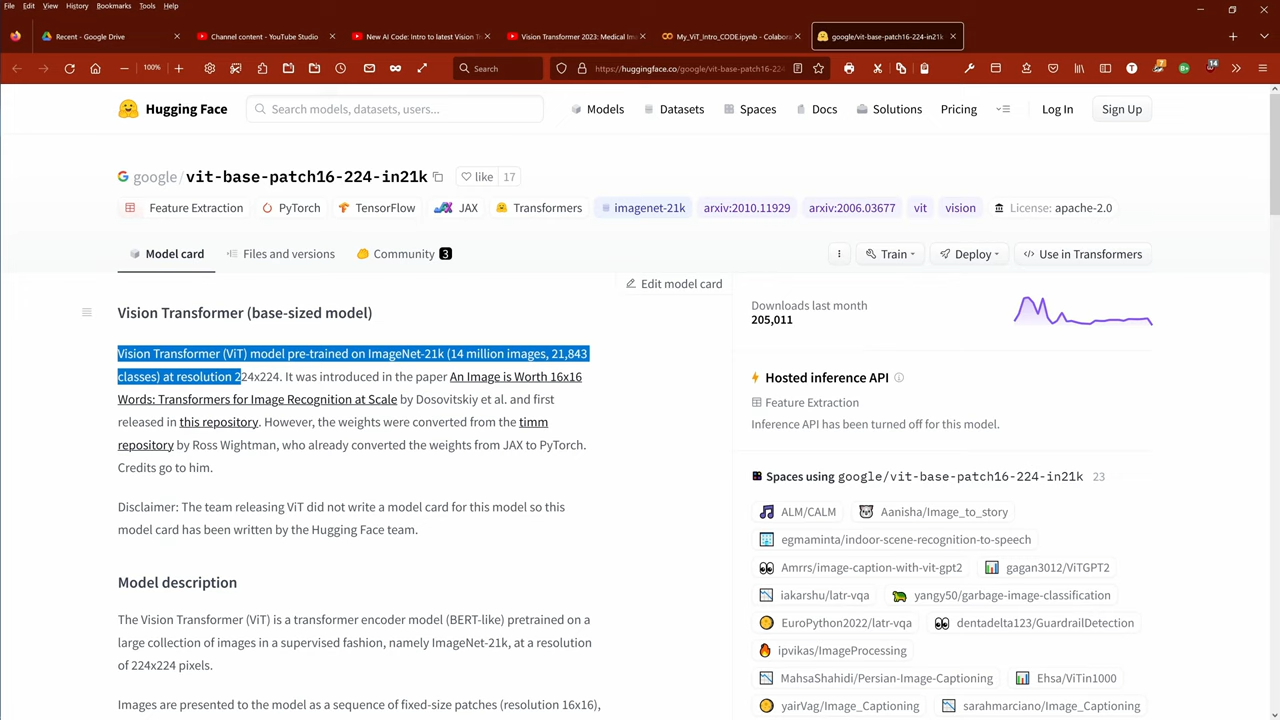 File Edit View History Bookmarks Tools Help
Recent - Google Drive
Channel content - YouTube Studio
New AI Code: Intro to latest Vision T
Vision Transformer 2023: Medical Ima
My_ViT_Intro_CODE.ipynb - Colabora
google/vit-base-patch16-224-in21k
100%
Search
https://huggingface.co/google/vit-base-patch16-224
14
Hugging Face
Search models, datasets, users...
Models
Datasets
Spaces
Docs
Solutions
Pricing
Log In
Sign Up
google/vit-base-patch16-224-in21k
like 17
Feature Extraction
PyTorch
TensorFlow
JAX
Transformers
imagenet-21k
arxiv:2010.11929
arxiv:2006.03677
vit
vision
License: apache-2.0
Model card
Files and versions
Community 3
Train
Deploy
Use in Transformers
Edit model card
Vision Transformer (base-sized model)
Vision Transformer (ViT) model pre-trained on ImageNet-21k (14 million images, 21,843
classes) at resolution 224x224. It was introduced in the paper An Image is Worth 16x16
Words: Transformers for Image Recognition at Scale by Dosovitskiy et al. and first
released in this repository. However, the weights were converted from the timm
repository by Ross Wightman, who already converted the weights from JAX to PyTorch.
Credits go to him.
Disclaimer: The team releasing ViT did not write a model card for this model so this
model card has been written by the Hugging Face team.
Model description
The Vision Transformer (ViT) is a transformer encoder model (BERT-like) pretrained on a
large collection of images in a supervised fashion, namely ImageNet-21k, at a resolution
of 224x224 pixels.
Images are presented to the model as a sequence of fixed-size patches (resolution 16x16),
Downloads last month
205,011
Hosted inference API
Feature Extraction
Inference API has been turned off for this model.
Spaces using google/vit-base-patch16-224-in21k 23
ALM/CALM
Aanisha/Image_to_story
egmaminta/indoor-scene-recognition-to-speech
Amrrs/image-caption-with-vit-gpt2
gagan3012/ViTGPT2
iakarshu/latr-vqa
yangy50/garbage-image-classification
EuroPython2022/latr-vqa
dentadelta123/GuardrailDetection
ipvikas/ImageProcessing
MahsaShahidi/Persian-Image-Captioning
Ehsa/ViTin1000
yairVag/Image_Captioning
sarahmarciano/Image_Captioning